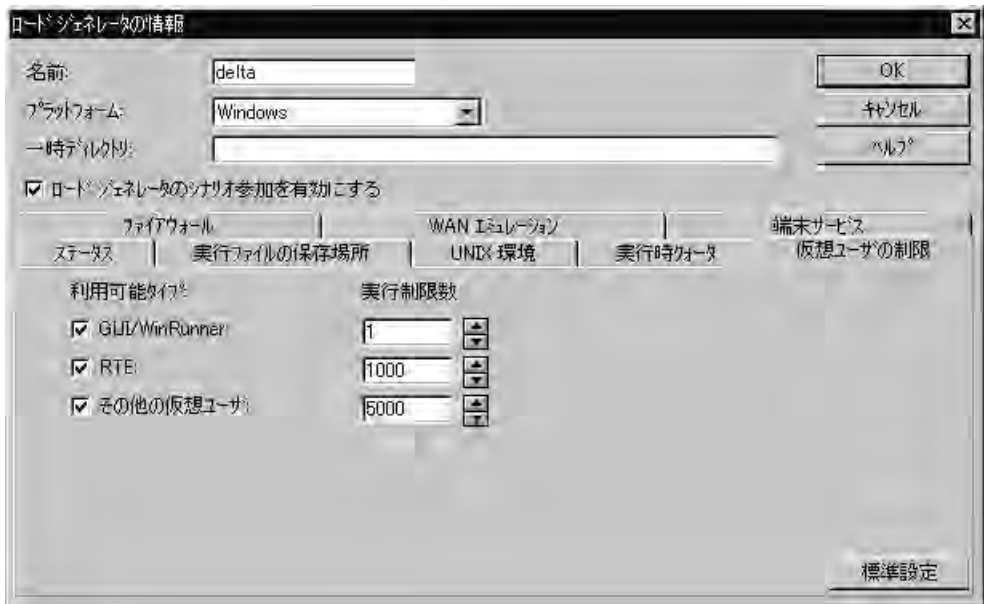 ロード ジェネレータの情報
名前: delta OK
プラットフォーム: Windows キャンセル
一時ディレクトリ: ヘルプ
ロード ジェネレータのシナリオ参加を有効にする
ファイアウォール WAN エミュレーション 端末サービス
ステータス 実行ファイルの保存場所 UNIX 環境 実行時クォータ 仮想ユーザの制限
利用可能タイプ: 実行制限数
GUI/WinRunner: 1
RTE: 1000
その他の仮想ユーザ: 5000
標準設定